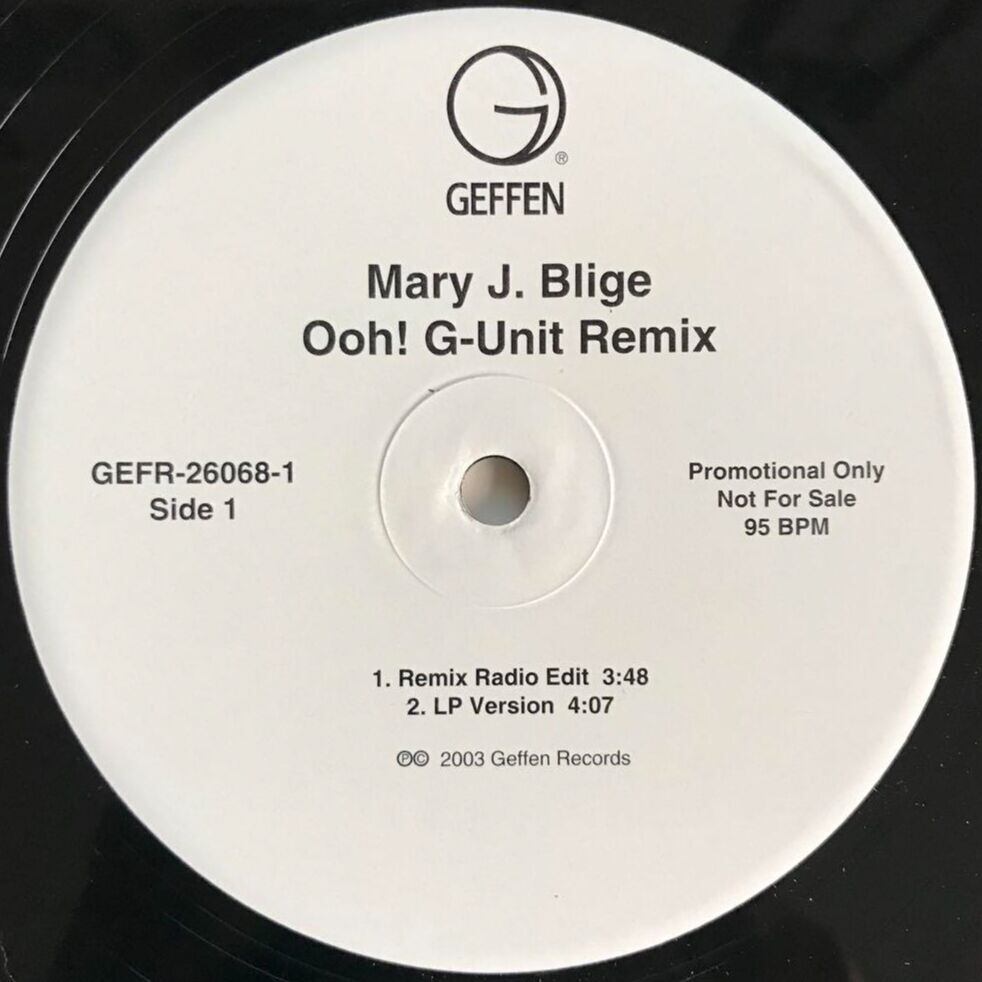 G
®
GEFFEN
Mary J. Blige
Ooh! G-Unit Remix
GEFR-26068-1
Side 1
Promotional Only
Not For Sale
95 BPM
1. Remix Radio Edit 3:48
2. LP Version 4:07
℗© 2003 Geffen Records